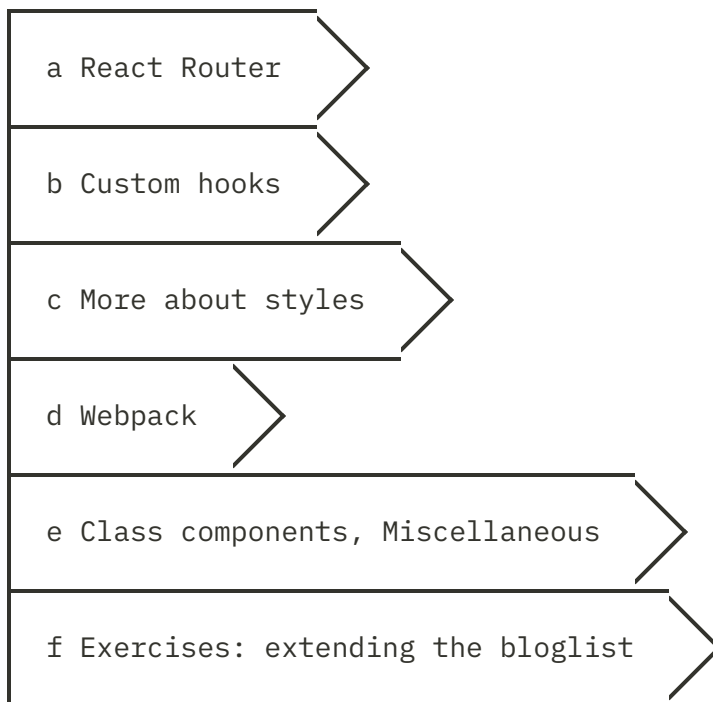 a React Router
b Custom hooks
c More about styles
d Webpack
e Class components, Miscellaneous
f Exercises: extending the bloglist